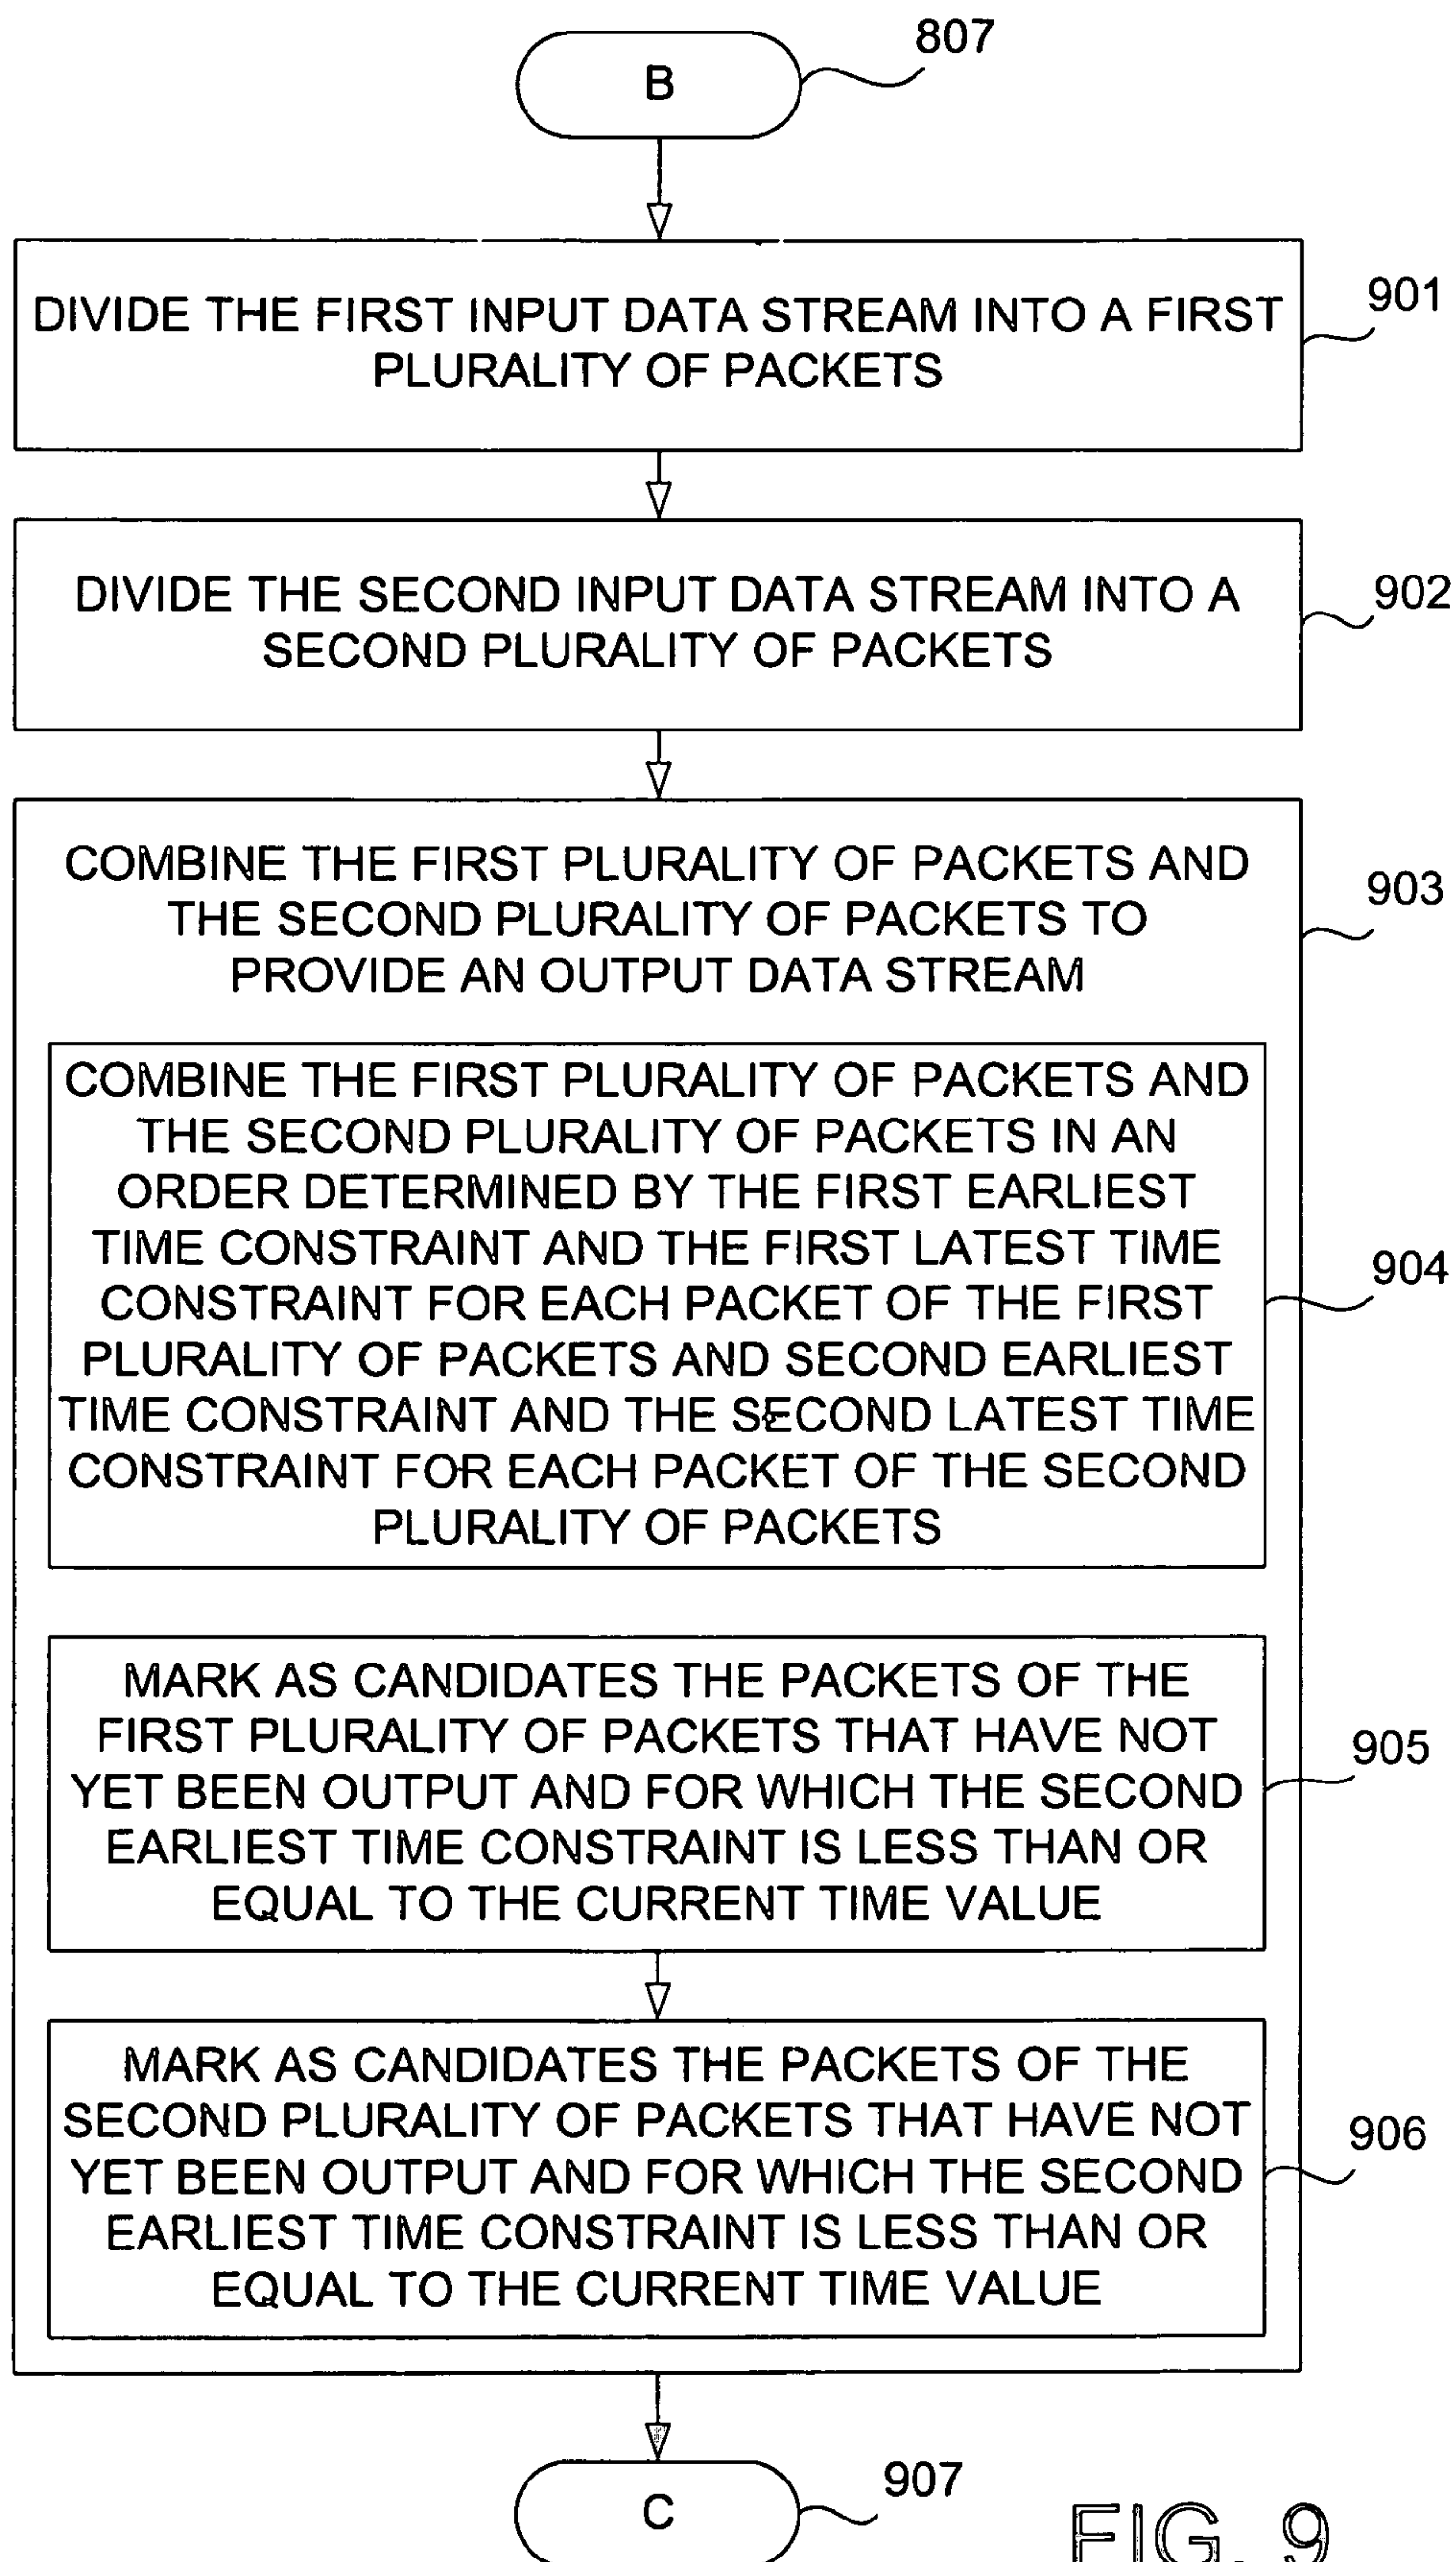 B
807
DIVIDE THE FIRST INPUT DATA STREAM INTO A FIRST
PLURALITY OF PACKETS
901
DIVIDE THE SECOND INPUT DATA STREAM INTO A
SECOND PLURALITY OF PACKETS
902
COMBINE THE FIRST PLURALITY OF PACKETS AND
THE SECOND PLURALITY OF PACKETS TO
PROVIDE AN OUTPUT DATA STREAM
903
COMBINE THE FIRST PLURALITY OF PACKETS AND
THE SECOND PLURALITY OF PACKETS IN AN
ORDER DETERMINED BY THE FIRST EARLIEST
TIME CONSTRAINT AND THE FIRST LATEST TIME
CONSTRAINT FOR EACH PACKET OF THE FIRST
PLURALITY OF PACKETS AND SECOND EARLIEST
TIME CONSTRAINT AND THE SECOND LATEST TIME
CONSTRAINT FOR EACH PACKET OF THE SECOND
PLURALITY OF PACKETS
904
MARK AS CANDIDATES THE PACKETS OF THE
FIRST PLURALITY OF PACKETS THAT HAVE NOT
YET BEEN OUTPUT AND FOR WHICH THE SECOND
EARLIEST TIME CONSTRAINT IS LESS THAN OR
EQUAL TO THE CURRENT TIME VALUE
905
MARK AS CANDIDATES THE PACKETS OF THE
SECOND PLURALITY OF PACKETS THAT HAVE NOT
YET BEEN OUTPUT AND FOR WHICH THE SECOND
EARLIEST TIME CONSTRAINT IS LESS THAN OR
EQUAL TO THE CURRENT TIME VALUE
906
C
907
FIG. 9